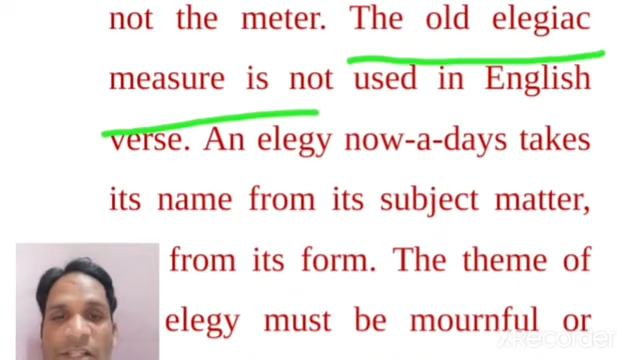 not the meter. The old elegiac
measure is not used in English
verse. An elegy now-a-days takes
its name from its subject matter,
from its form. The theme of
elegy must be mournful or
XRecorder